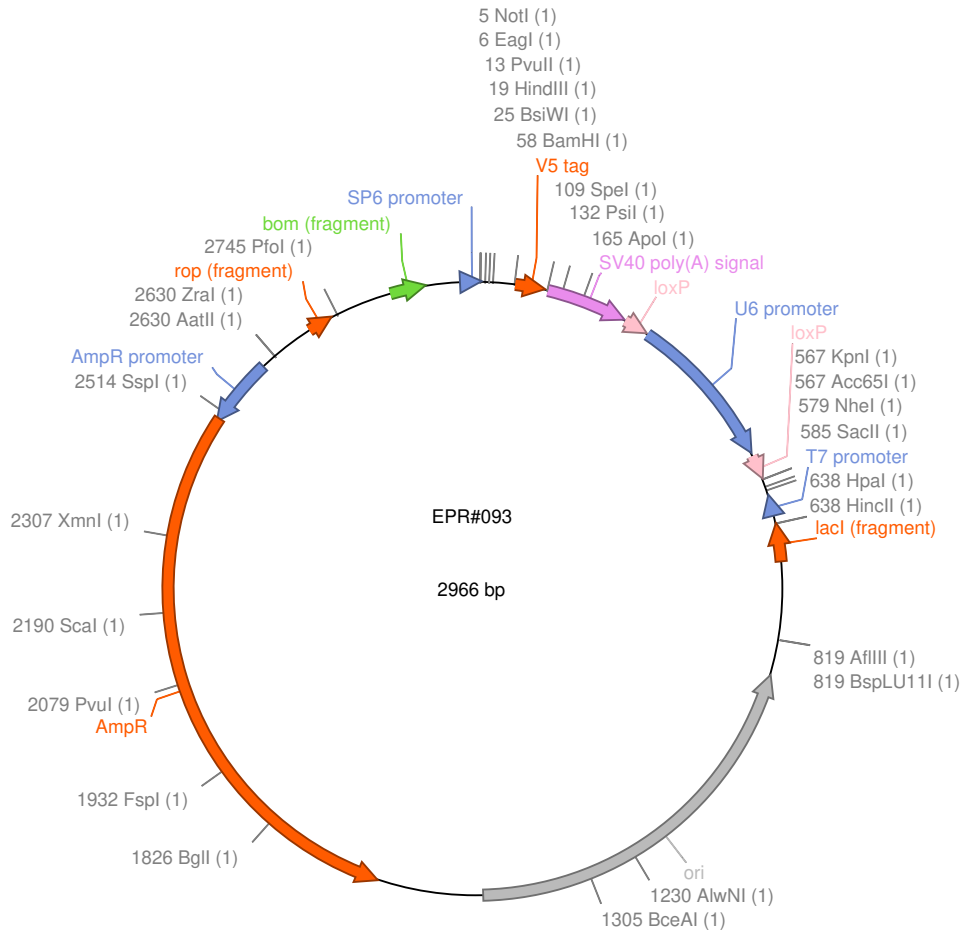 5 NotI (1)
6 EagI (1)
13 PvuII (1)
19 HindIII (1)
25 BsiWI (1)
58 BamHI (1)
V5 tag
109 SpeI (1)
132 PsiI (1)
165 ApoI (1)
SV40 poly(A) signal
loxP
U6 promoter
loxP
567 KpnI (1)
567 Acc65I (1)
579 NheI (1)
585 SacII (1)
T7 promoter
638 HpaI (1)
638 HincII (1)
lacI (fragment)
819 AflIII (1)
819 BspLU11I (1)
ori
1230 AlwNI (1)
1305 BceAI (1)
1826 BglI (1)
1932 FspI (1)
AmpR
2079 PvuI (1)
2190 ScaI (1)
2307 XmnI (1)
2514 SspI (1)
AmpR promoter
2630 AatII (1)
2630 ZraI (1)
rop (fragment)
2745 PfoI (1)
bom (fragment)
SP6 promoter
EPR#093
2966 bp